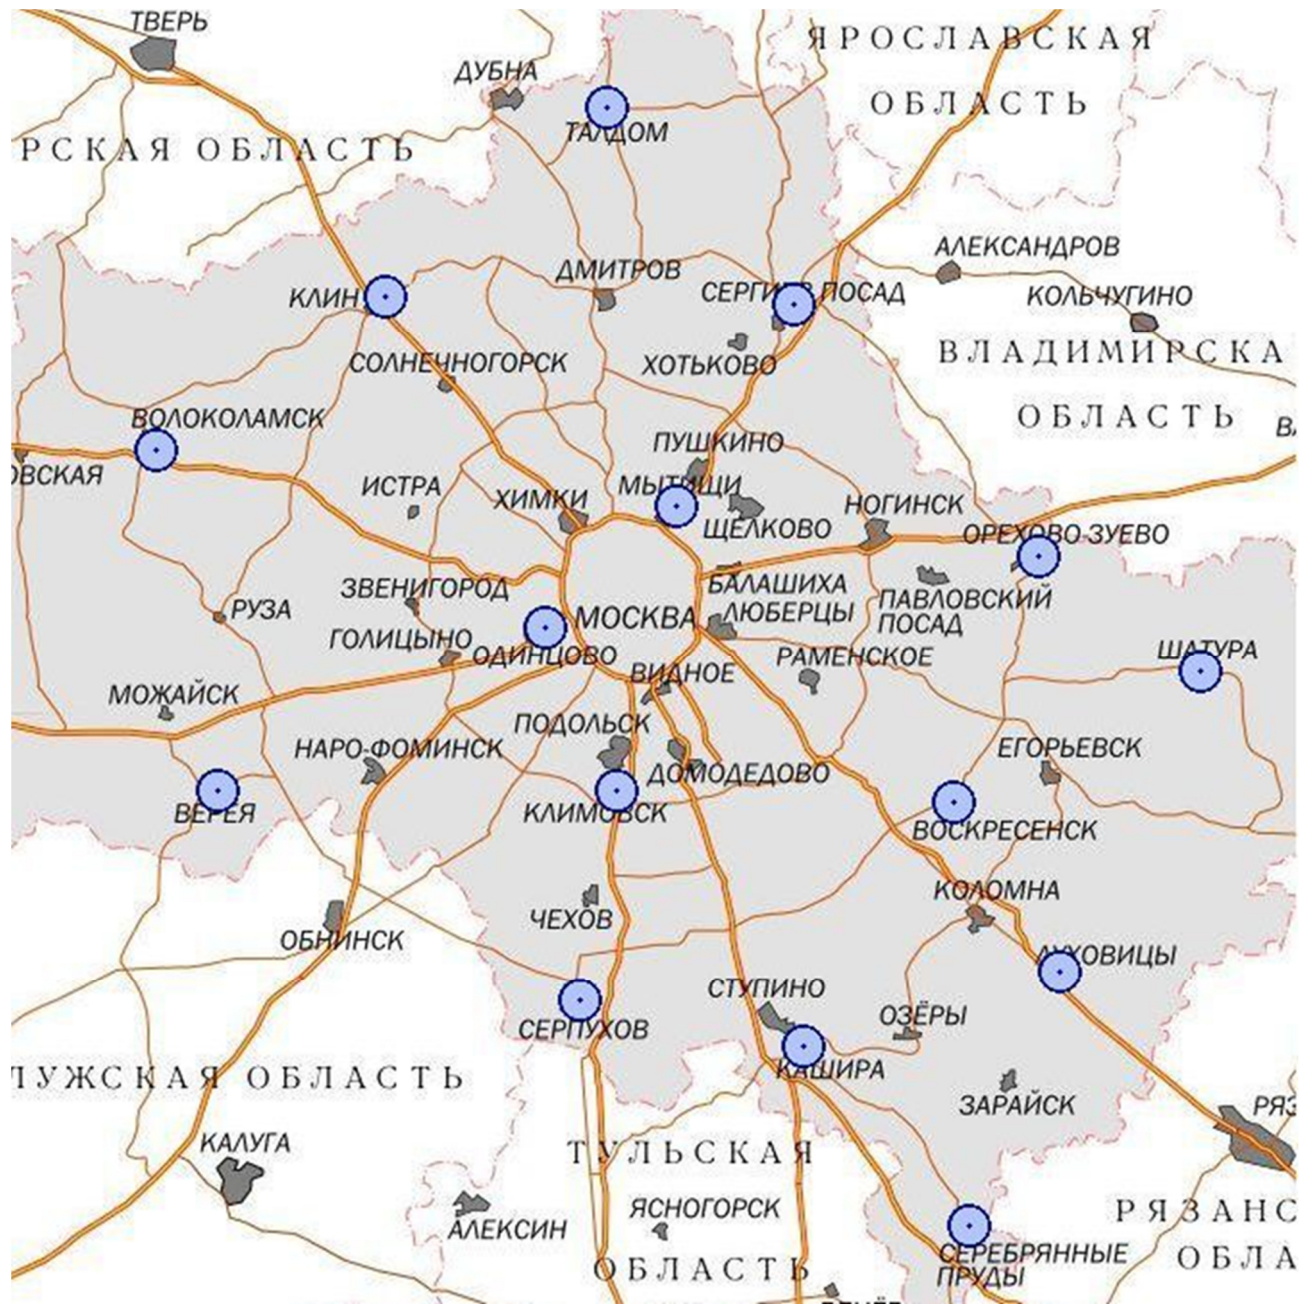 ТВЕРЬ
ЯРОСЛАВСКАЯ
ОБЛАСТЬ
ДУБНА
ТАЛДОМ
РСКАЯ ОБЛАСТЬ
АЛЕКСАНДРОВ
КОЛЬЧУГИНО
ДМИТРОВ
КЛИН
СЕРГИЕВ ПОСАД
ВЛАДИМИРСКА
ОБЛАСТЬ
СОЛНЕЧНОГОРСК
ХОТЬКОВО
ВОЛОКОЛАМСК
ПУШКИНО
ОВСКАЯ
ИСТРА
ХИМКИ
МЫТИЩИ
ЩЕЛКОВО
НОГИНСК
ОРЕХОВО-ЗУЕВО
ЗВЕНИГОРОД
БАЛАШИХА
ПАВЛОВСКИЙ
ПОСАД
РУЗА
МОСКВА
ЛЮБЕРЦЫ
ГОЛИЦЫНО
ОДИНЦОВО
РАМЕНСКОЕ
ШАТУРА
ВИДНОЕ
МОЖАЙСК
ПОДОЛЬСК
НАРО-ФОМИНСК
ЕГОРЬЕВСК
ДОМОДЕДОВО
ВЕРЕЯ
КЛИМОВСК
ВОСКРЕСЕНСК
КОЛОМНА
ЧЕХОВ
ОБНИНСК
ЛУХОВИЦЫ
СТУПИНО
ОЗЁРЫ
СЕРПУХОВ
КАШИРА
ЛУЖСКАЯ ОБЛАСТЬ
ЗАРАЙСК
РЯЗ
КАЛУГА
ТУЛЬСКАЯ
ОБЛАСТЬ
ЯСНОГОРСК
АЛЕКСИН
РЯЗАНС
ОБЛА
СЕРЕБРЯННЫЕ
ПРУДЫ